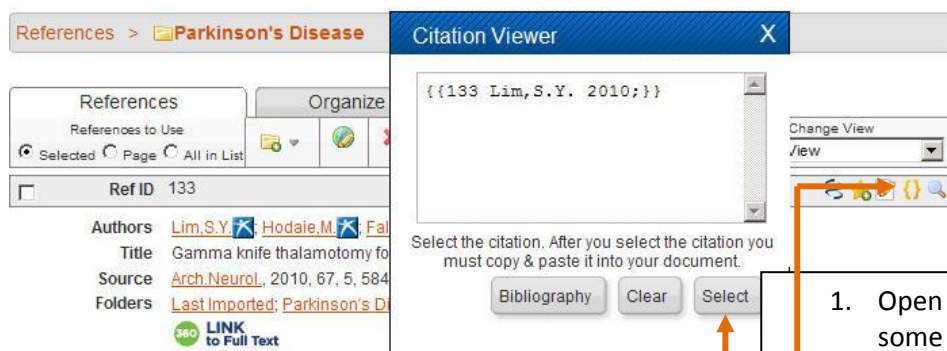 References > Parkinson's Disease
Citation Viewer X
{{133 Lim,S.Y. 2010;}}
References
Organize
References to Use
Selected Page All in List
Change View
View
Ref ID 133
Authors Lim,S.Y.; Hodaie,M.; Fal
Title Gamma knife thalamotomy fo
Source Arch.Neurol., 2010, 67, 5, 584
Folders Last Imported; Parkinson's Di
360 LINK
to Full Text
Select the citation. After you select the citation you
must copy & paste it into your document.
Bibliography Clear Select
1. Open
some